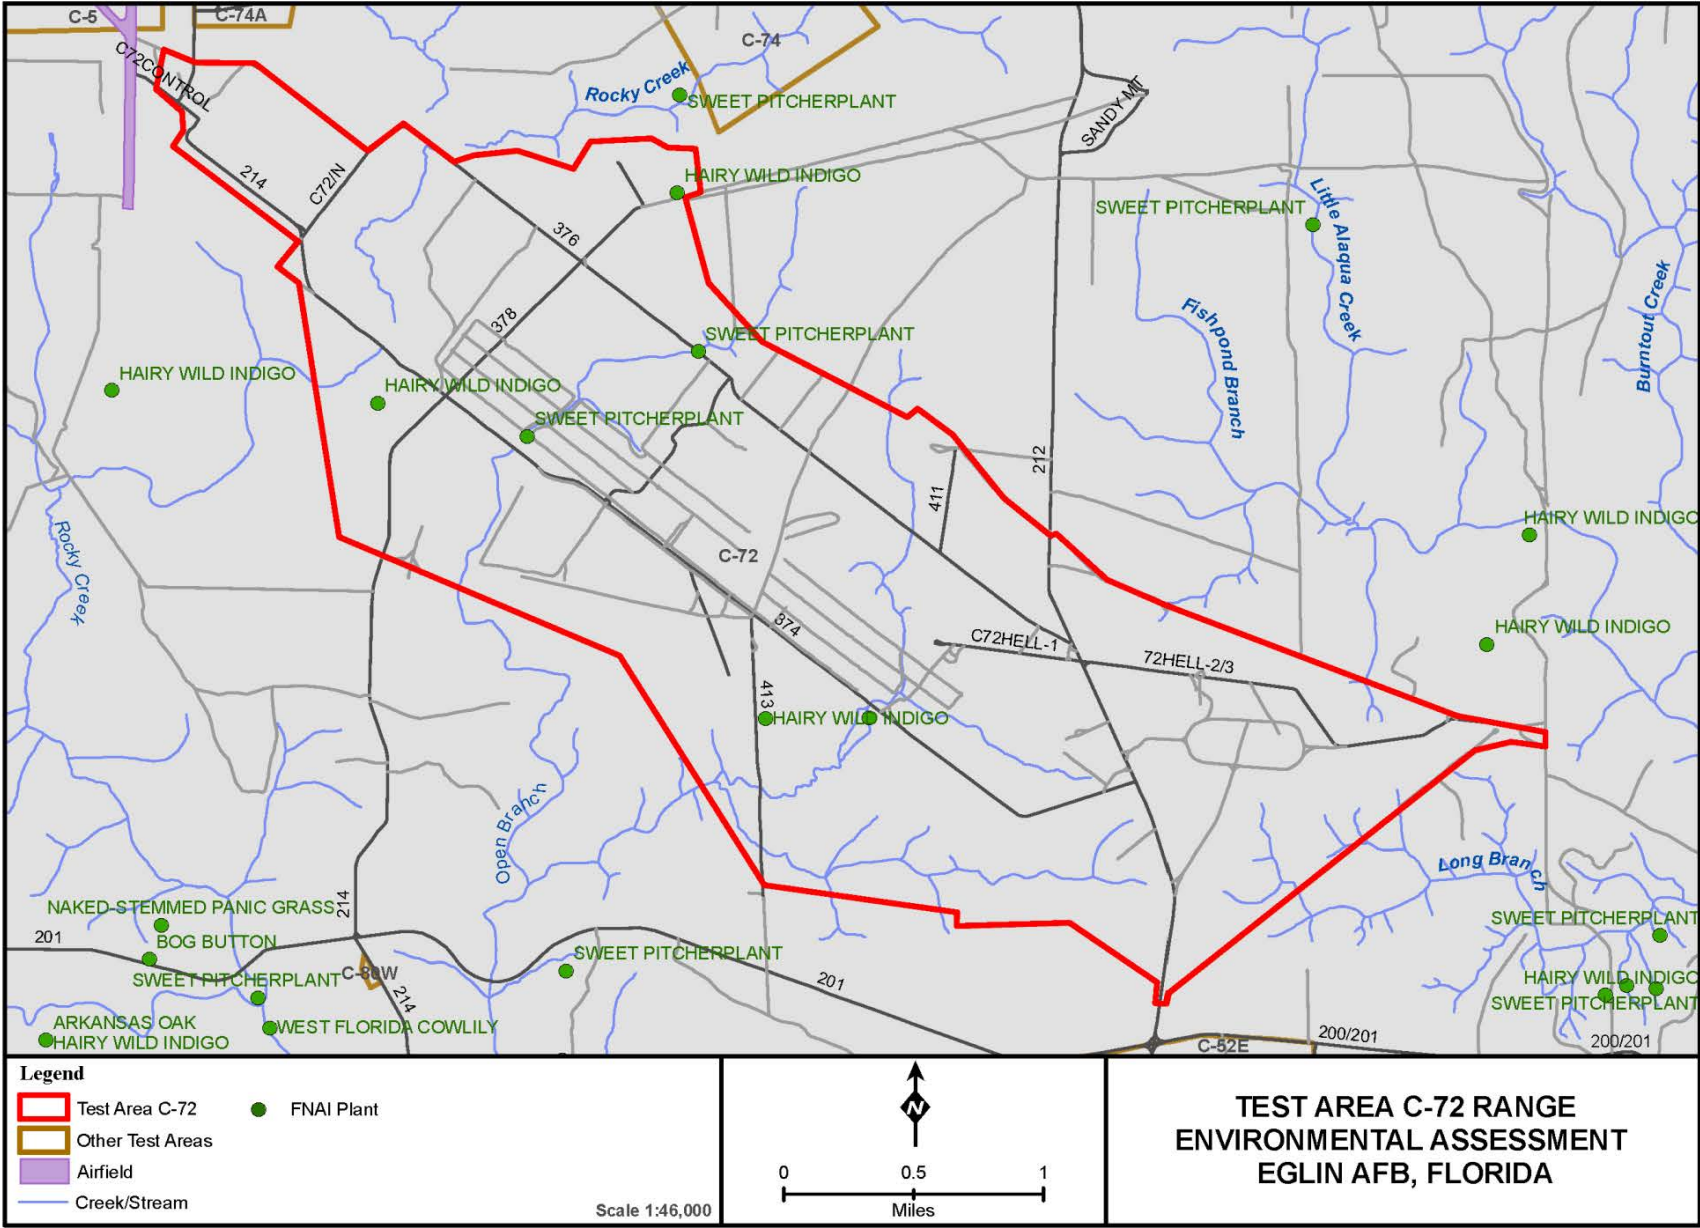 C-5
C-74A
C-74
C72CONTROL
Rocky Creek
SWEET PITCHERPLANT
SANDY MT
214
C72/N
HAIRY WILD INDIGO
SWEET PITCHERPLANT
Little Alaqua Creek
376
Burntout Creek
Fishpond Branch
378
SWEET PITCHERPLANT
HAIRY WILD INDIGO
HAIRY WILD INDIGO
SWEET PITCHERPLANT
212
411
HAIRY WILD INDIGO
Rocky Creek
C-72
374
C72HELL-1
72HELL-2/3
HAIRY WILD INDIGO
413
HAIRY WILD INDIGO
Open Branch
Long Branch
214
NAKED-STEMMED PANIC GRASS
201
BOG BUTTON
SWEET PITCHERPLANT
SWEET PITCHERPLANT
SWEET PITCHERPLANT
C-80W
214
201
HAIRY WILD INDIGO
SWEET PITCHERPLANT
ARKANSAS OAK
HAIRY WILD INDIGO
WEST FLORIDA COWLILY
C-52E
200/201
200/201
Legend
Test Area C-72
FNAI Plant
Other Test Areas
Airfield
Creek/Stream
Scale 1:46,000
N
0 0.5 1
Miles
TEST AREA C-72 RANGE
ENVIRONMENTAL ASSESSMENT
EGLIN AFB, FLORIDA